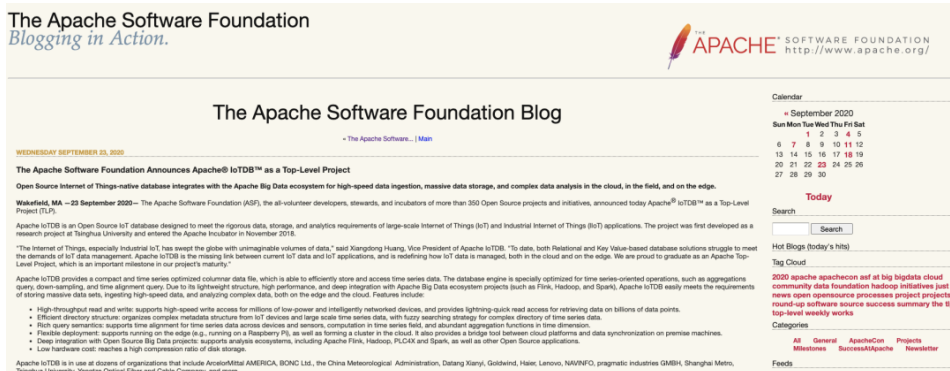 The Apache Software Foundation
Blogging in Action.
THE APACHE® SOFTWARE FOUNDATION
http://www.apache.org/
The Apache Software Foundation Blog
« The Apache Software... | Main
WEDNESDAY SEPTEMBER 23, 2020
The Apache Software Foundation Announces Apache® IoTDB™ as a Top-Level Project
Open Source Internet of Things-native database integrates with the Apache Big Data ecosystem for high-speed data ingestion, massive data storage, and complex data analysis in the cloud, in the field, and on the edge.
Wakefield, MA —23 September 2020— The Apache Software Foundation (ASF), the all-volunteer developers, stewards, and incubators of more than 350 Open Source projects and initiatives, announced today Apache® IoTDB™ as a Top-Level
Project (TLP).
Apache IoTDB is an Open Source IoT database designed to meet the rigorous data, storage, and analytics requirements of large-scale Internet of Things (IoT) and Industrial Internet of Things (IIoT) applications. The project was first developed as a
research project at Tsinghua University and entered the Apache Incubator in November 2018.
"The Internet of Things, especially Industrial IoT, has swept the globe with unimaginable volumes of data," said Xiangdong Huang, Vice President of Apache IoTDB. "To date, both Relational and Key Value-based database solutions struggle to meet
the demands of IoT data management. Apache IoTDB is the missing link between current IoT data and IoT applications, and is redefining how IoT data is managed, both in the cloud and on the edge. We are proud to graduate as an Apache Top-
Level Project, which is an important milestone in our project's maturity."
Apache IoTDB provides a compact and time series optimized columnar data file, which is able to efficiently store and access time series data. The database engine is specially optimized for time series-oriented operations, such as aggregations
query, down-sampling, and time alignment query. Due to its lightweight structure, high performance, and deep integration with Apache Big Data ecosystem projects (such as Flink, Hadoop, and Spark), Apache IoTDB easily meets the requirements
of storing massive data sets, ingesting high-speed data, and analyzing complex data, both on the edge and the cloud. Features include:
• High-throughput read and write: supports high-speed write access for millions of low-power and intelligently networked devices, and provides lightning-quick read access for retrieving data on billions of data points.
• Efficient directory structure: organizes complex metadata structure from IoT devices and large scale time series data, with fuzzy searching strategy for complex directory of time series data.
• Rich query semantics: supports time alignment for time series data across devices and sensors, computation in time series field, and abundant aggregation functions in time dimension.
• Flexible deployment: supports running on the edge (e.g., running on a Raspberry Pi), as well as forming a cluster in the cloud. It also provides a bridge tool between cloud platforms and data synchronization on premise machines.
• Deep integration with Open Source Big Data projects: supports analysis ecosystems, including Apache Flink, Hadoop, PLC4X and Spark, as well as other Open Source applications.
• Low hardware cost: reaches a high compression ratio of disk storage.
Apache IoTDB is in use at dozens of organizations that include ArcelorMittal AMERICA, BONC Ltd., the China Meteorological Administration, Datang Xianyi, Goldwind, Haier, Lenovo, NAVINFO, pragmatic industries GMBH, Shanghai Metro,
Calendar
« September 2020
Sun Mon Tue Wed Thu Fri Sat
1 2 3 4 5
6 7 8 9 10 11 12
13 14 15 16 17 18 19
20 21 22 23 24 25 26
27 28 29 30
Today
Search
Search
Hot Blogs (today's hits)
Tag Cloud
2020 apache apachecon asf at big bigdata cloud
community data foundation hadoop initiatives just
news open opensource processes project projects
round-up software source success summary the
top-level weekly works
Categories
All General ApacheCon Projects
Milestones SuccessAtApache Newsletter
Feeds